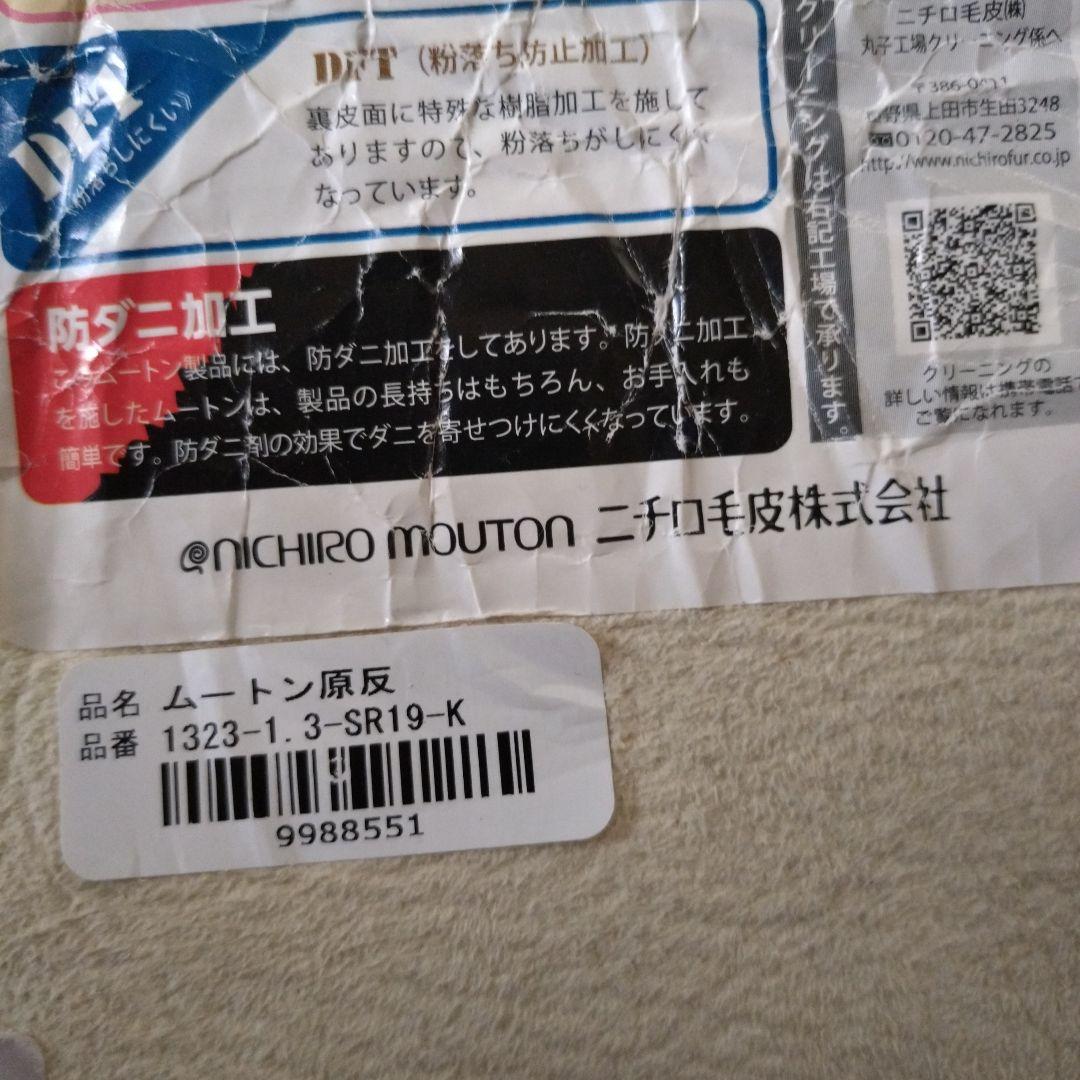 DFT
《粉落ちしにくい》
DFT（粉落ち防止加工）
裏皮面に特殊な樹脂加工を施して
ありますので、粉落ちがしにくく
なっています。
防ダニ加工
このムートン製品には、防ダニ加工をしてあります。防ダニ加工
を施したムートンは、製品の長持ちはもちろん、お手入れも
簡単です。防ダニ剤の効果でダニを寄せつけにくくなっています。
クリーニングは右記工場で承ります。
ニチロ毛皮㈱
丸子工場クリーニング係へ
〒386-0
長野県上田市生田3248
0120-47-2825
http://www.nichirofur.co.jp
クリーニングの
詳しい情報は携帯電話で
ご覧になれます。
NICHIRO MOUTON ニチロ毛皮株式会社
品名 ムートン原反
品番 1323-1.3-SR19-K
9988551